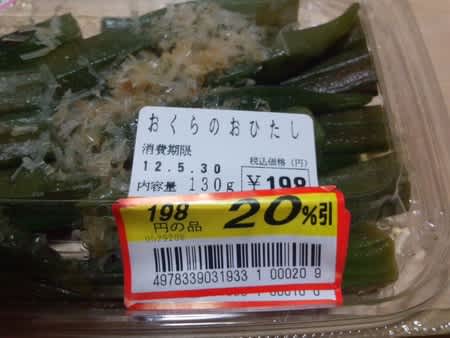 おくらのおひたし
消費期限
12.5.30
税込価格 (円)
内容量 130g
¥198
198 20%引
円の品
4978339031933 1 00020 9